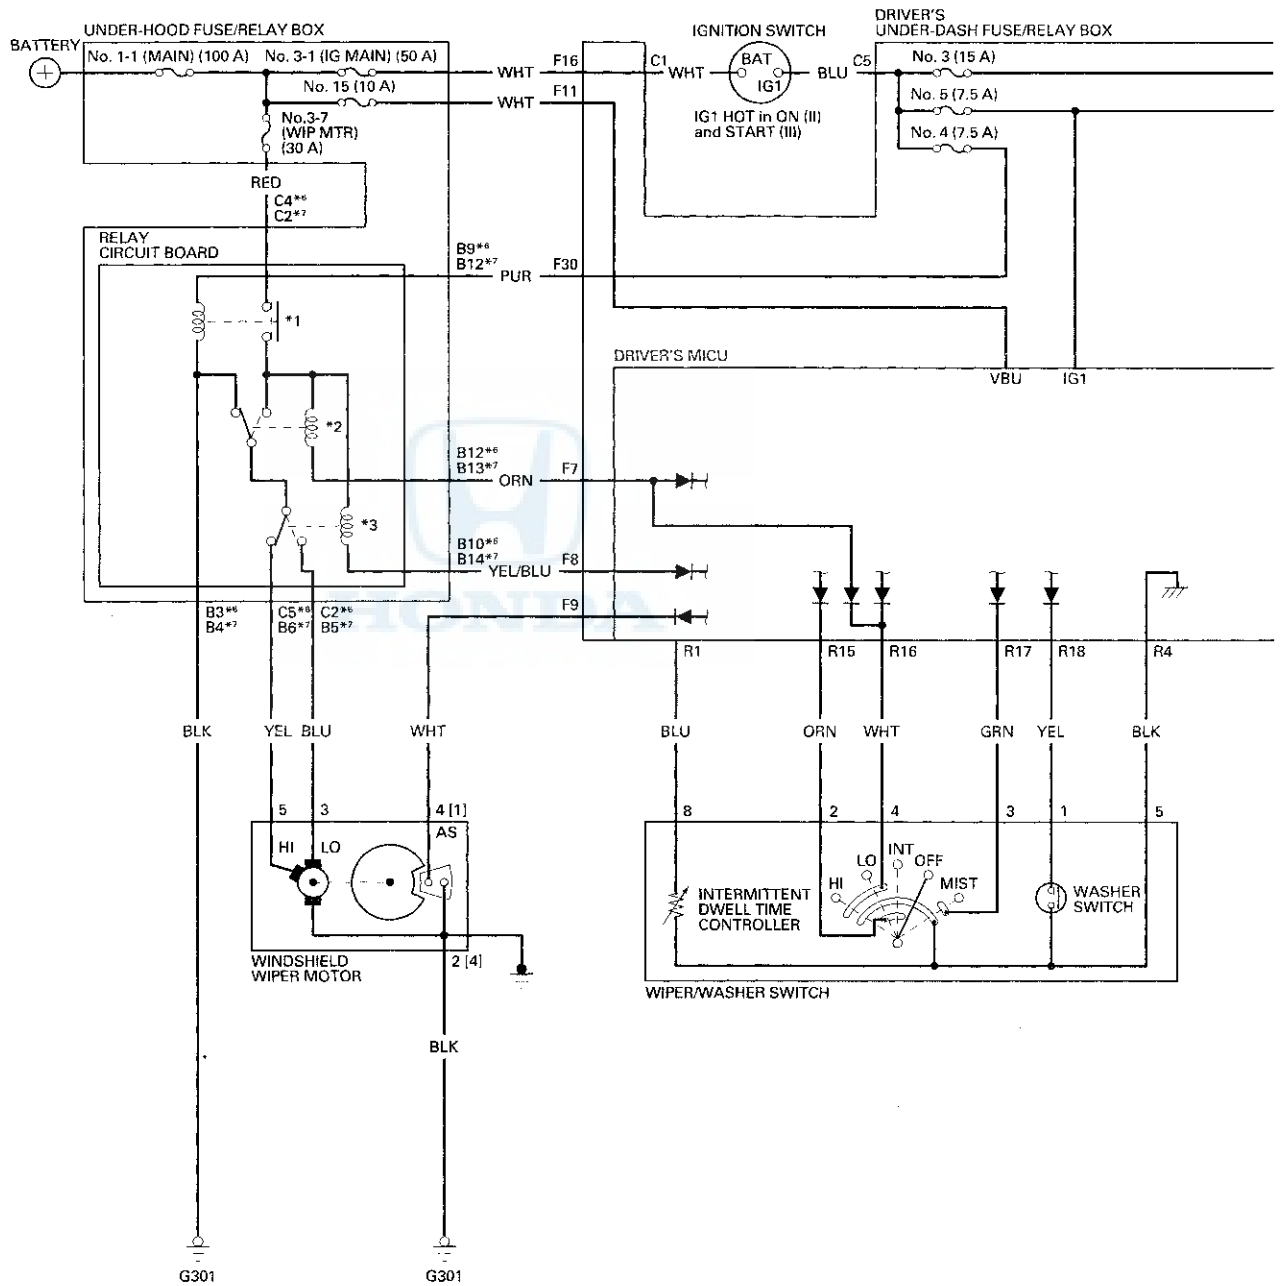 DRIVER'S
UNDER-DASH FUSE/RELAY BOX
UNDER-HOOD FUSE/RELAY BOX
IGNITION SWITCH
BATTERY
No. 1-1 (MAIN) (100 A)
No. 3-1 (IG MAIN) (50 A)
WHT
F16
C1
WHT
BAT
IG1
BLU
C5
No. 3 (15 A)
No. 15 (10 A)
WHT
F11
No. 5 (7.5 A)
IG1 HOT in ON (II)
and START (III)
No. 4 (7.5 A)
No.3-7
(WIP MTR)
(30 A)
RED
C4*6
C2*7
RELAY
CIRCUIT BOARD
B9*6
B12*7
PUR
F30
*1
DRIVER'S MICU
VBU
IG1
*2
B12*6
B13*7
ORN
F7
*3
B10*6
B14*7
YEL/BLU
F8
F9
HONDA
B3*6
B4*7
C5*6
B6*7
C2*6
B5*7
R1
R15
R16
R17
R18
R4
BLK
YEL
BLU
WHT
BLU
ORN
WHT
GRN
YEL
BLK
5
3
4 [1]
8
2
4
3
1
5
AS
HI
LO
HI
LO
INT
OFF
MIST
INTERMITTENT
DWELL TIME
CONTROLLER
WASHER
SWITCH
2 [4]
WINDSHIELD
WIPER MOTOR
WIPER/WASHER SWITCH
BLK
G301
G301